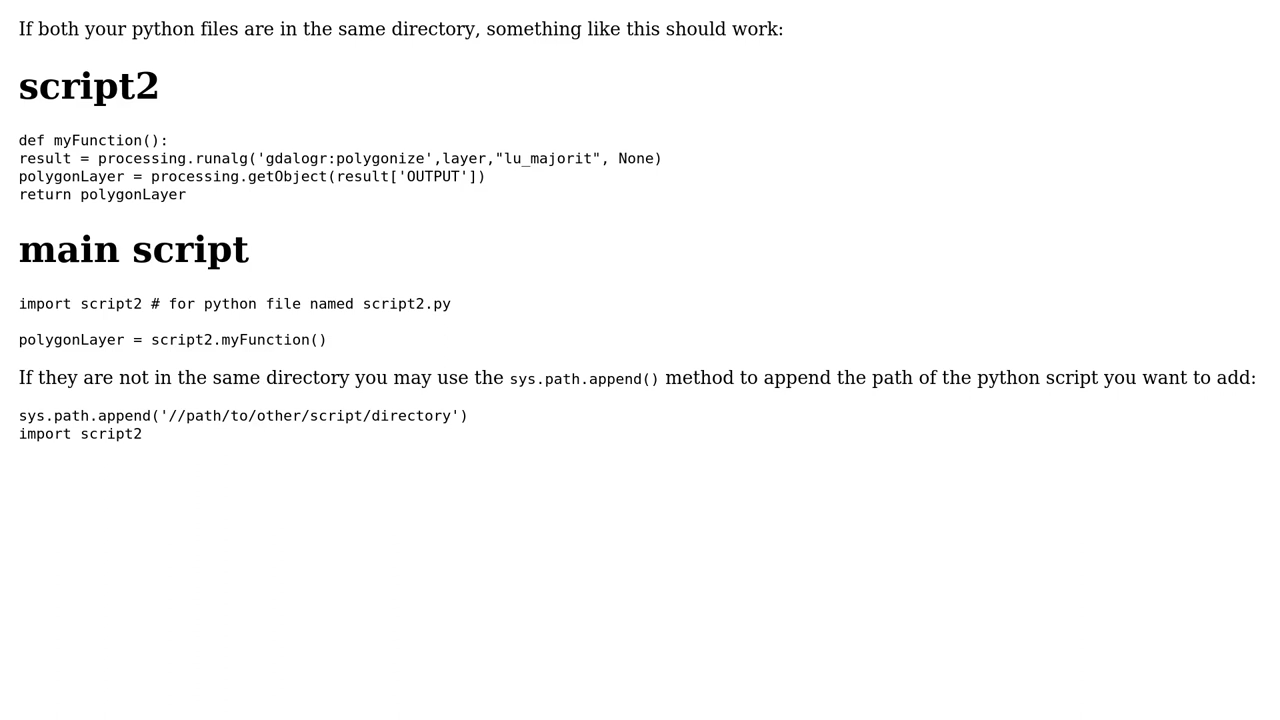 If both your python files are in the same directory, something like this should work:
script2
def myFunction():
result = processing.runalg('gdalogr:polygonize',layer,"lu_majorit", None)
polygonLayer = processing.getObject(result['OUTPUT'])
return polygonLayer
main script
import script2 # for python file named script2.py
polygonLayer = script2.myFunction()
If they are not in the same directory you may use the sys.path.append() method to append the path of the python script you want to add:
sys.path.append('//path/to/other/script/directory')
import script2